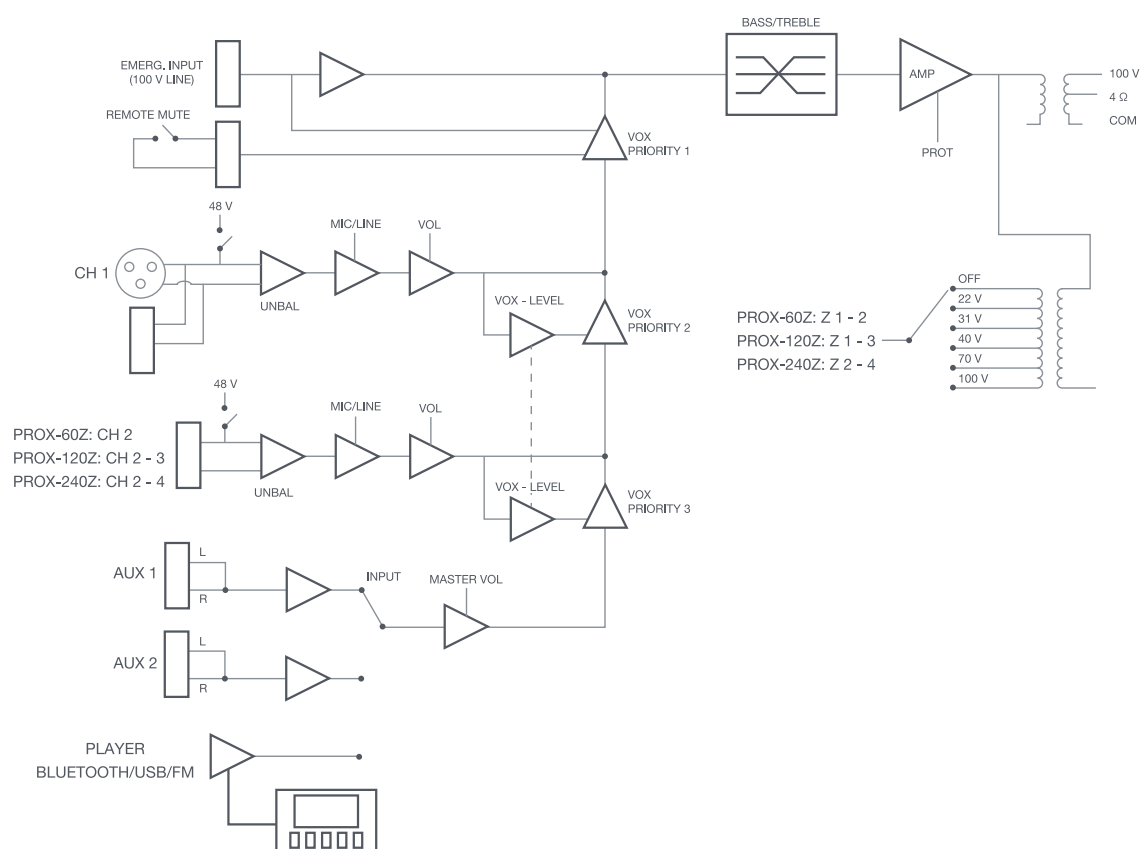 BASS/TREBLE
EMERG. INPUT
(100 V LINE)
AMP
100 V
4 Ω
COM
REMOTE MUTE
VOX
PRIORITY 1
PROT
48 V
MIC/LINE
VOL
CH 1
UNBAL
VOX - LEVEL
VOX
PRIORITY 2
OFF
22 V
31 V
40 V
70 V
100 V
PROX-60Z: Z 1 - 2
PROX-120Z: Z 1 - 3
PROX-240Z: Z 2 - 4
48 V
MIC/LINE
VOL
PROX-60Z: CH 2
PROX-120Z: CH 2 - 3
PROX-240Z: CH 2 - 4
UNBAL
VOX - LEVEL
VOX
PRIORITY 3
AUX 1
L
R
INPUT
MASTER VOL
AUX 2
L
R
PLAYER
BLUETOOTH/USB/FM